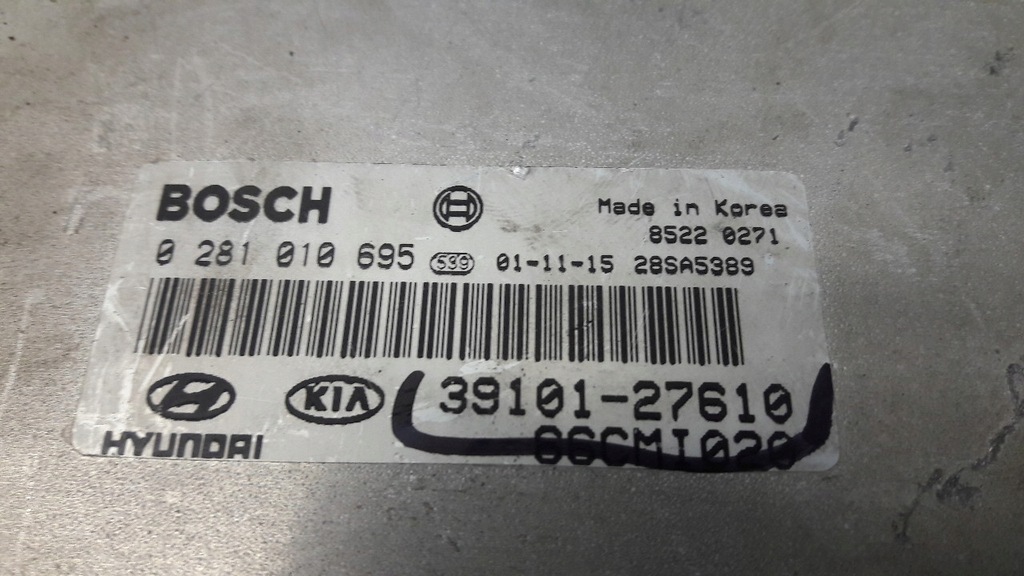 BOSCH
Made in Korea
8522 0271
0 281 010 695 539 01-11-15 28SA5389
HYUNDAI
KIA
39101-27610
66CMI020